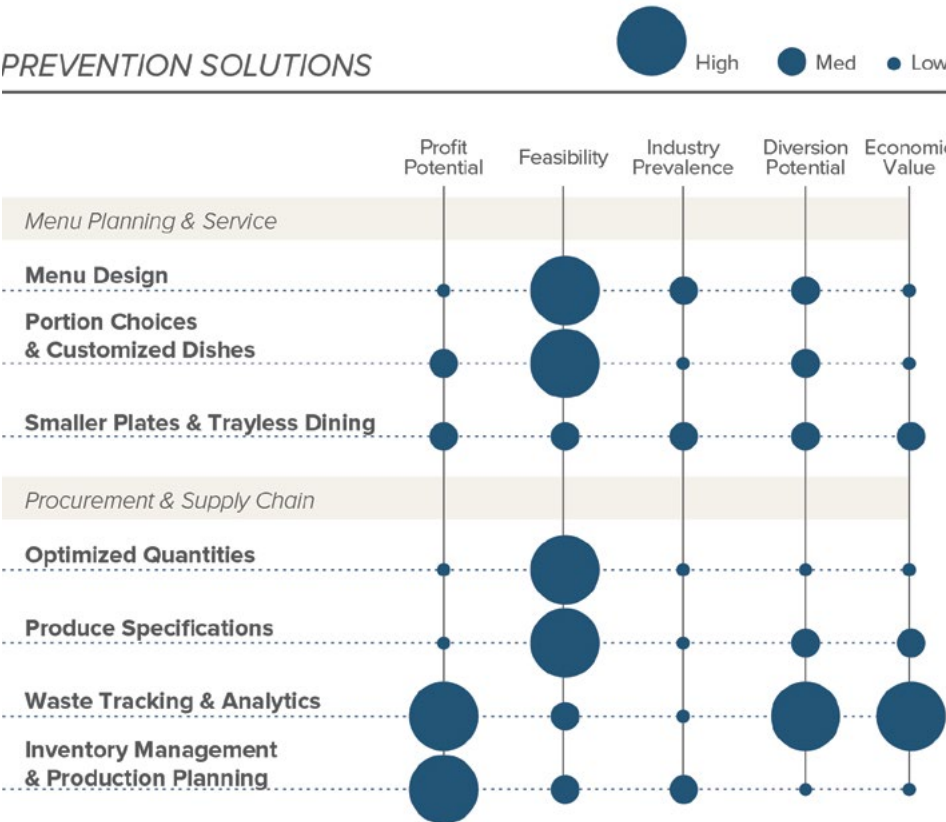 PREVENTION SOLUTIONS
High Med Low
Profit Potential
Feasibility
Industry Prevalence
Diversion Potential
Economic Value
Menu Planning & Service
Menu Design
Portion Choices
& Customized Dishes
Smaller Plates & Trayless Dining
Procurement & Supply Chain
Optimized Quantities
Produce Specifications
Waste Tracking & Analytics
Inventory Management
& Production Planning